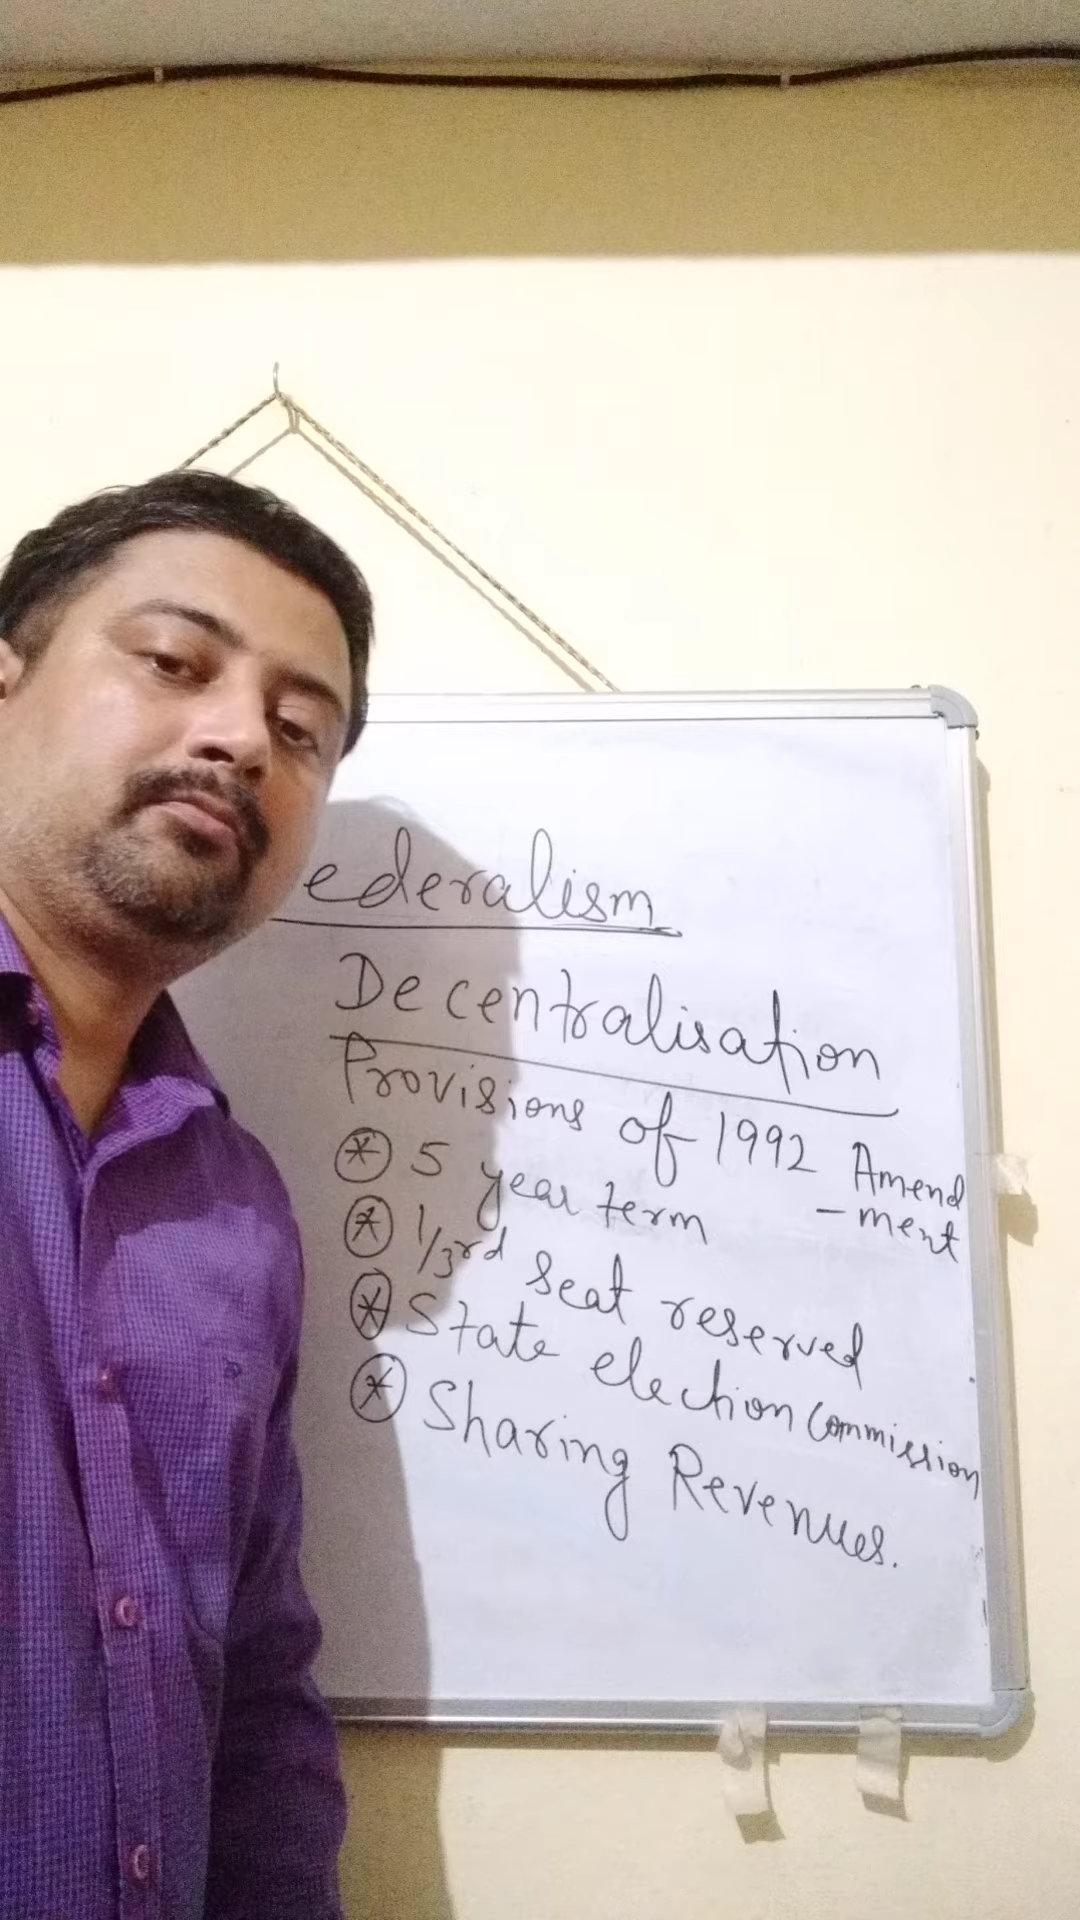 ederalism
Decentralisation
Provisions of 1992 Amend
-ment
* 5 year term
* 1/3rd seat reserved
* State election Commission
* Sharing Revenues.